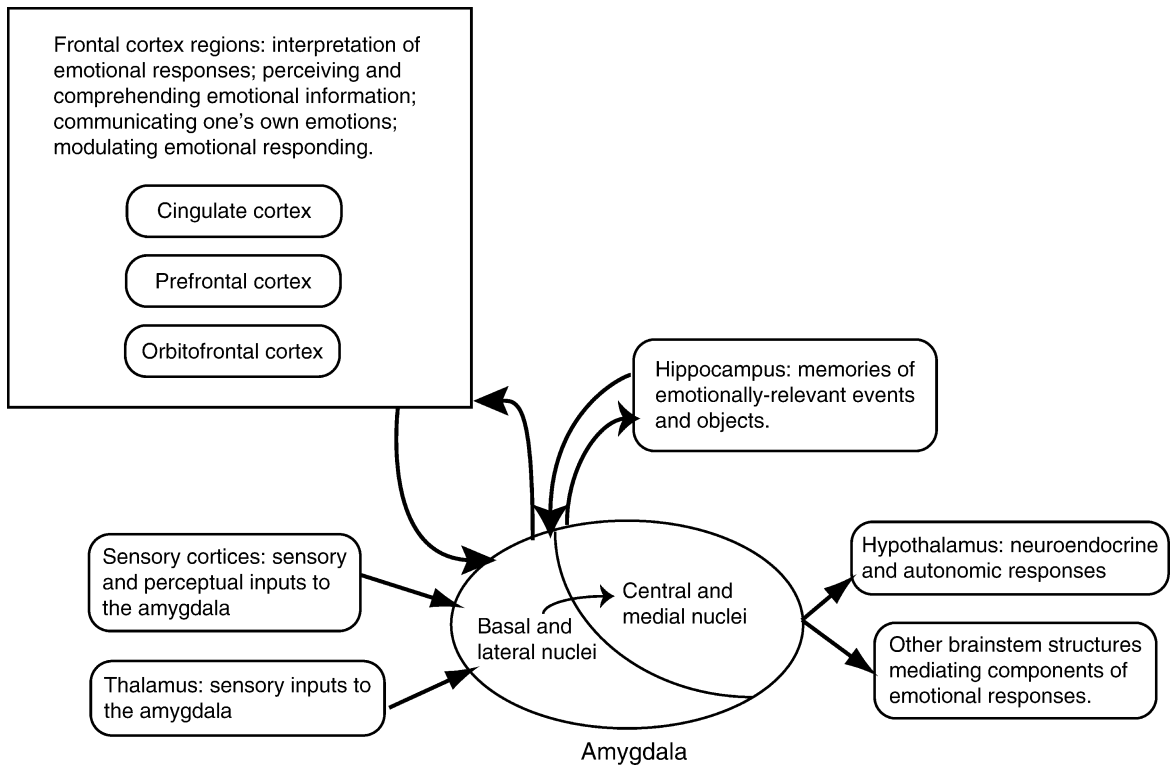 Frontal cortex regions: interpretation of
emotional responses; perceiving and
comprehending emotional information;
communicating one’s own emotions;
modulating emotional responding.
Cingulate cortex
Prefrontal cortex
Orbitofrontal cortex
Hippocampus: memories of
emotionally-relevant events
and objects.
Sensory cortices: sensory
and perceptual inputs to
the amygdala
Thalamus: sensory inputs to
the amygdala
Basal and
lateral nuclei
Central and
medial nuclei
Hypothalamus: neuroendocrine
and autonomic responses
Other brainstem structures
mediating components of
emotional responses.
Amygdala